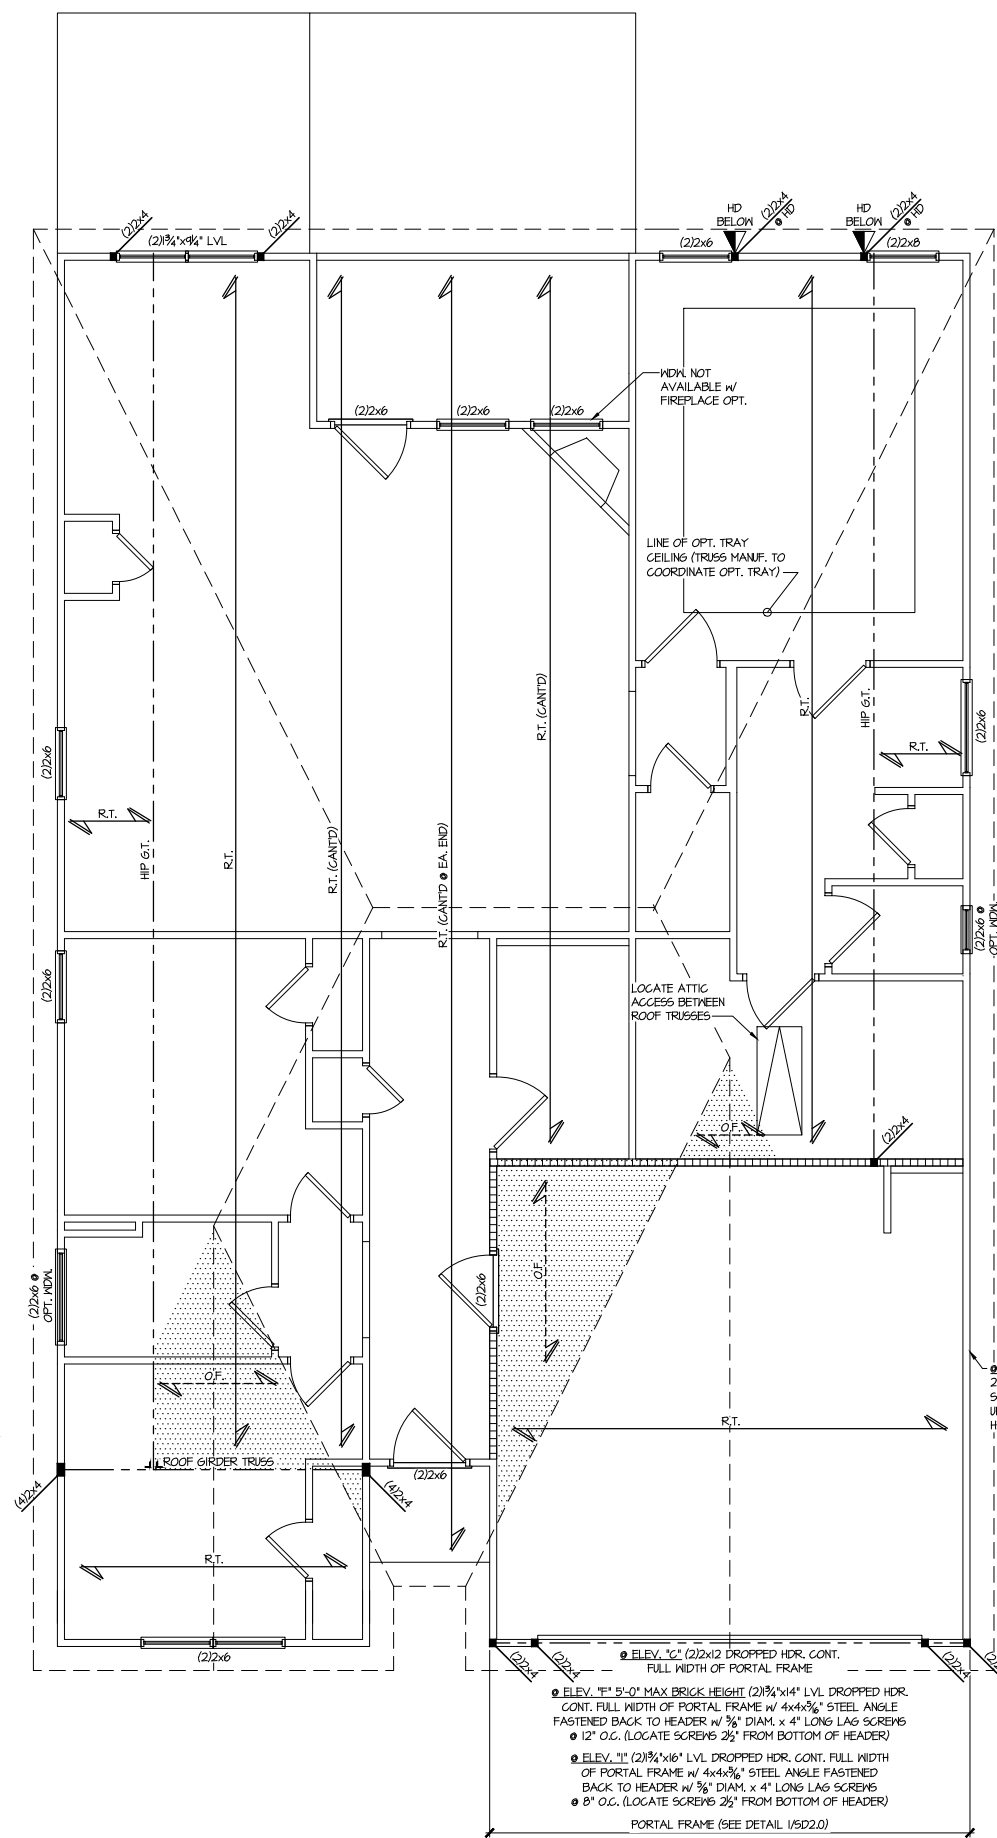 (2)2x4
(2)1¾"x9¼" LVL
(2)2x4
HD
BELOW
(2)2x4
@ HD
HD
BELOW
(2)2x4
@ HD
(2)2x6
(2)2x8
WDW. NOT
AVAILABLE w/
FIREPLACE OPT.
(2)2x6
(2)2x6
(2)2x6
LINE OF OPT. TRAY
CEILING (TRUSS MANUF. TO
COORDINATE OPT. TRAY)
R.T. (CANT'D)
R.T.
HIP G.T.
R.T.
(2)2x6
(2)2x6
R.T.
HIP G.T.
R.T.
R.T. (CANT'D)
R.T. (CANT'D @ EA. END)
(2)2x6 @
OPT. WDW.
(2)2x6
LOCATE ATTIC
ACCESS BETWEEN
ROOF TRUSSES
O.F.
(2)2x4
(2)2x6 @
OPT. WDW.
O.F.
(2)2x6
O.F.
@
2
S
H
R.T.
ROOF GIRDER TRUSS
(4)2x4
(4)2x4
(2)2x6
R.T.
(2)2x6
(2)2x4
(2)2x4
(2)2x4
@ ELEV. "C" (2)2x12 DROPPED HDR. CONT.
FULL WIDTH OF PORTAL FRAME
@ ELEV. "F" 5'-0" MAX BRICK HEIGHT (2)1¾"x14" LVL DROPPED HDR.
CONT. FULL WIDTH OF PORTAL FRAME w/ 4x4x5/16" STEEL ANGLE
FASTENED BACK TO HEADER w/ ⅝" DIAM. x 4" LONG LAG SCREWS
@ 12" O.C. (LOCATE SCREWS 2½" FROM BOTTOM OF HEADER)
@ ELEV. "I" (2)1¾"x16" LVL DROPPED HDR. CONT. FULL WIDTH
OF PORTAL FRAME w/ 4x4x5/16" STEEL ANGLE FASTENED
BACK TO HEADER w/ ⅝" DIAM. x 4" LONG LAG SCREWS
@ 8" O.C. (LOCATE SCREWS 2½" FROM BOTTOM OF HEADER)
PORTAL FRAME (SEE DETAIL 1/SD2.0)